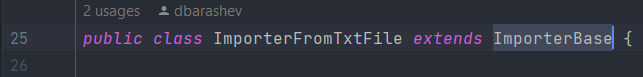 2 usages dbarashev
25 public class ImporterFromTxtFile extends ImporterBase {
26